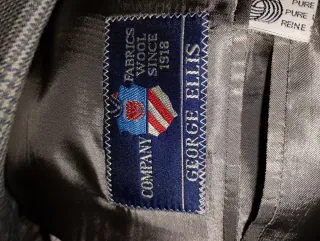 FABRICS
WOOL
SINCE
1918
COMPANY
GEORGE ELLIS
PURE
PURE
REINE